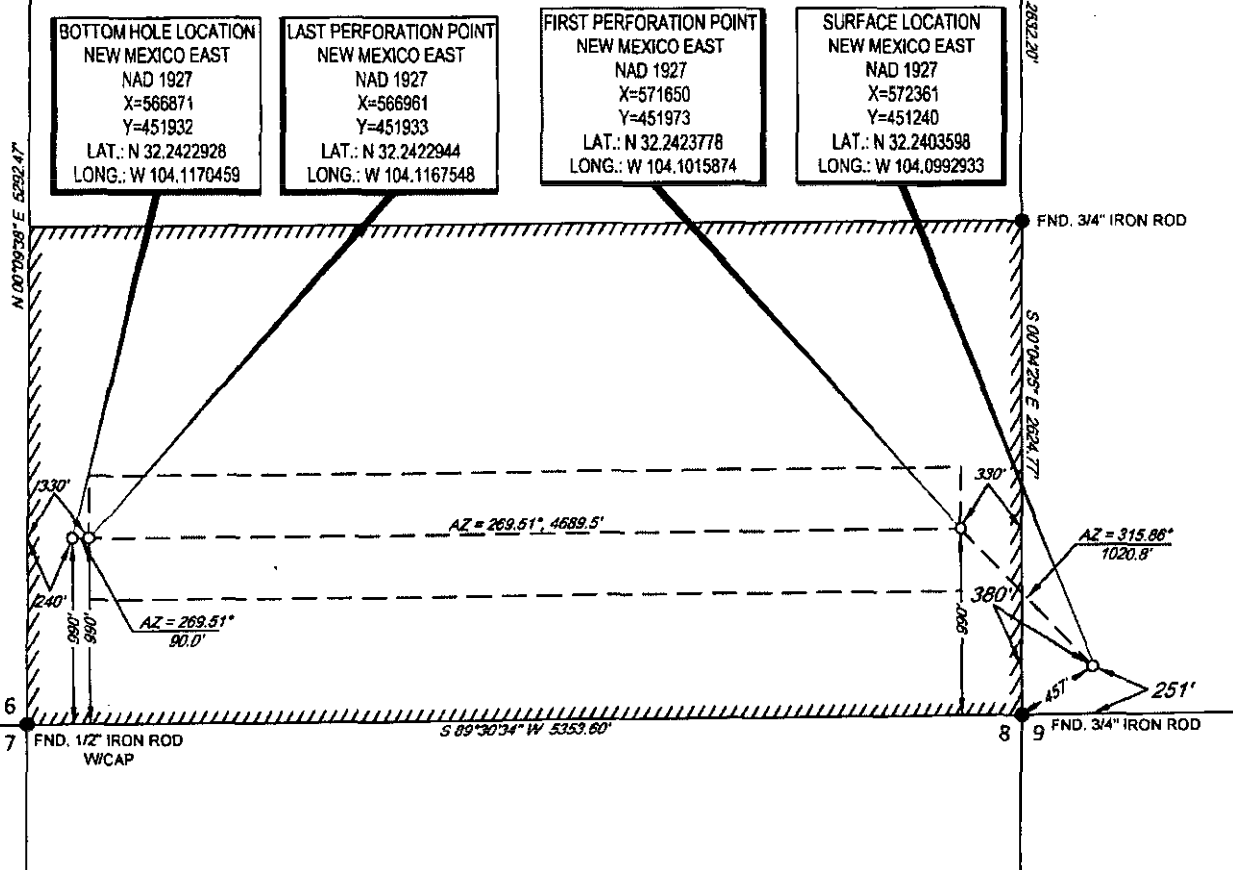 BOTTOM HOLE LOCATION
NEW MEXICO EAST
NAD 1927
X=566871
Y=451932
LAT.: N 32.2422928
LONG.: W 104.1170459
LAST PERFORATION POINT
NEW MEXICO EAST
NAD 1927
X=566961
Y=451933
LAT.: N 32.2422944
LONG.: W 104.1167548
FIRST PERFORATION POINT
NEW MEXICO EAST
NAD 1927
X=571650
Y=451973
LAT.: N 32.2423778
LONG.: W 104.1015874
SURFACE LOCATION
NEW MEXICO EAST
NAD 1927
X=572361
Y=451240
LAT.: N 32.2403598
LONG.: W 104.0992933
2632.20'
N 00°09'38" E 5292.47'
FND. 3/4" IRON ROD
S 00°04'25" E 2624.77'
330'
AZ = 269.51°, 4689.5'
330'
AZ = 315.86°
1020.8'
240'
990'
990'
AZ = 269.51°
90.0'
990'
380'
457'
251'
6
7
FND. 1/2" IRON ROD
W/CAP
S 89°30'34" W 5353.60'
8
9
FND. 3/4" IRON ROD